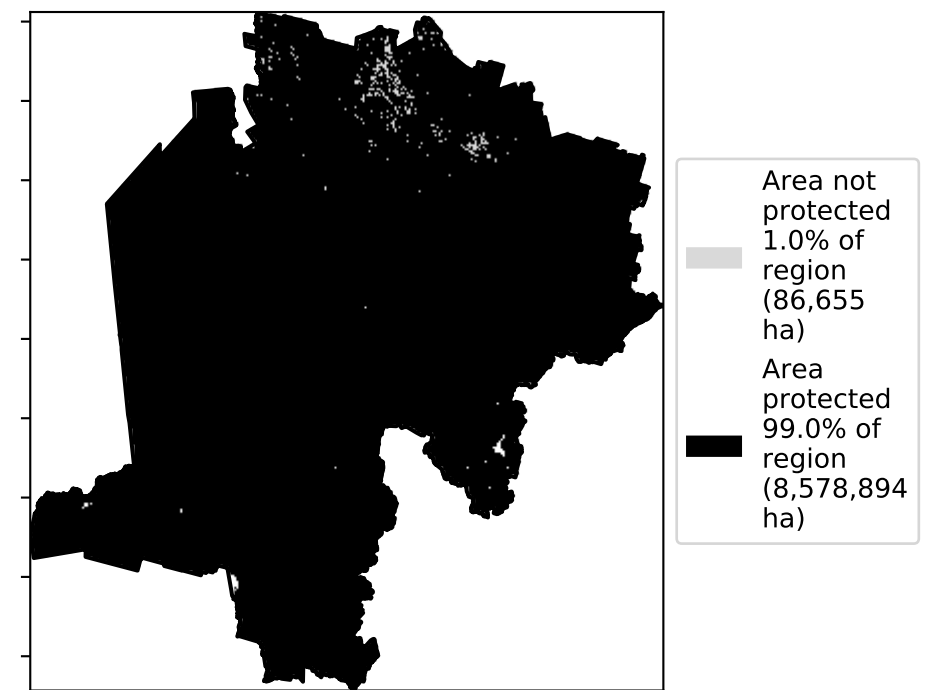 Area not
protected
1.0% of
region
(86,655
ha)
Area
protected
99.0% of
region
(8,578,894
ha)